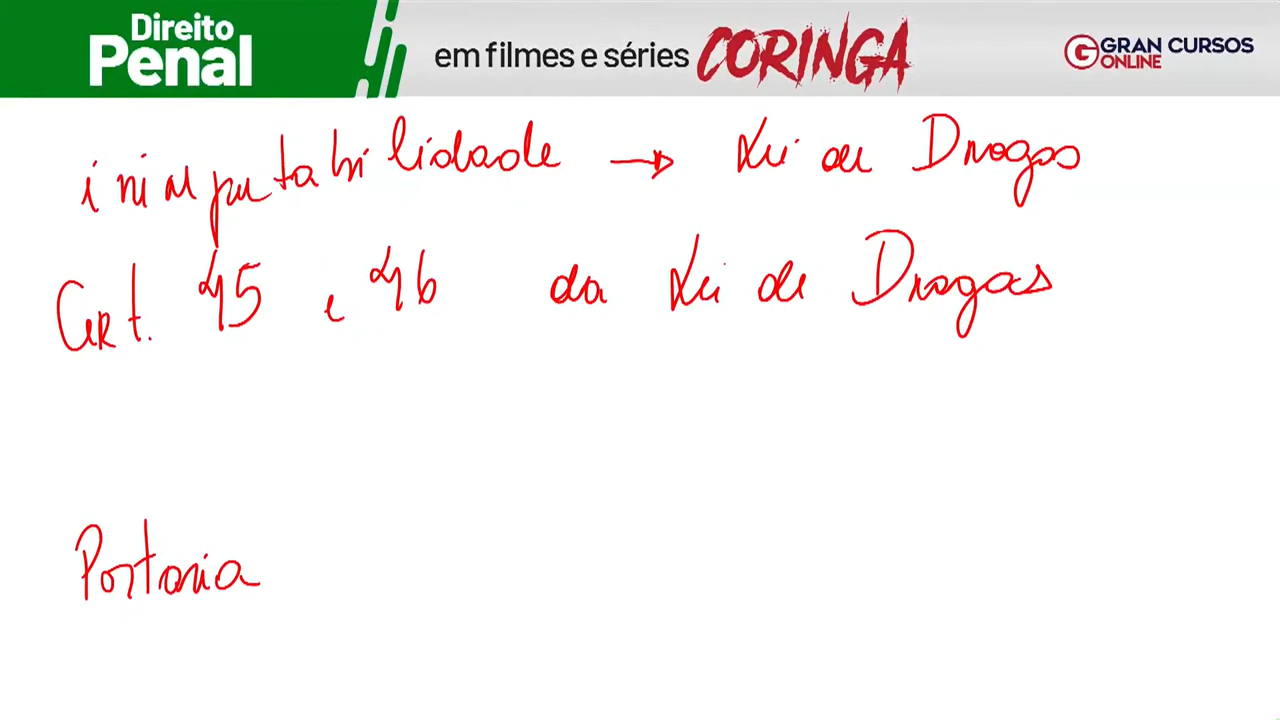 Direito
Penal
em filmes e séries CORINGA
GRAN CURSOS
ONLINE
inimputabilidade → Lei de Drogas
Art. 45 e 46 da Lei de Drogas
Portaria